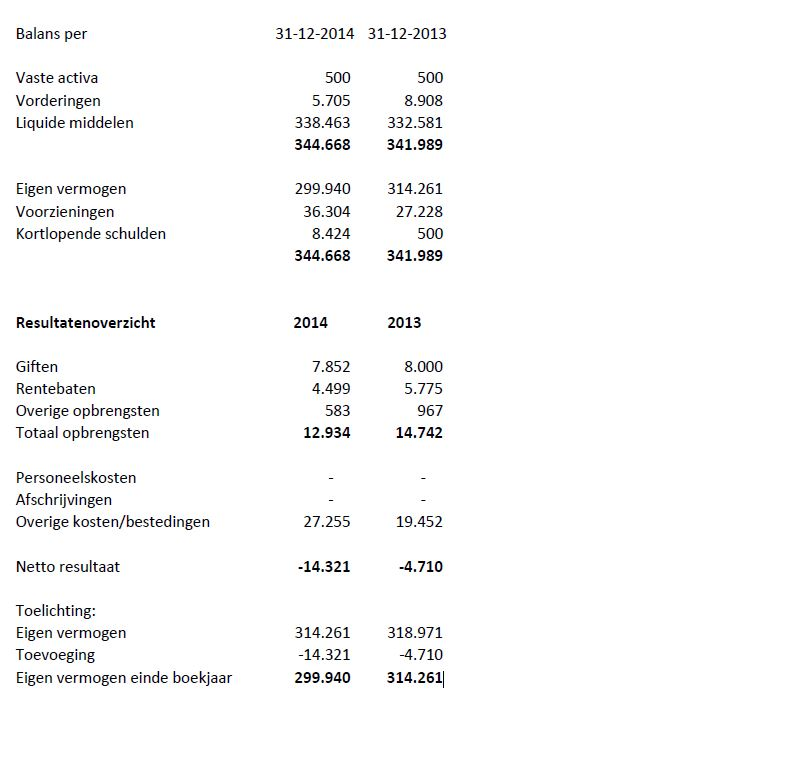 Balans per 31-12-2014 31-12-2013
Vaste activa 500 500
Vorderingen 5.705 8.908
Liquide middelen 338.463 332.581
344.668 341.989
Eigen vermogen 299.940 314.261
Voorzieningen 36.304 27.228
Kortlopende schulden 8.424 500
344.668 341.989
Resultatenoverzicht 2014 2013
Giften 7.852 8.000
Rentebaten 4.499 5.775
Overige opbrengsten 583 967
Totaal opbrengsten 12.934 14.742
Personeelskosten - -
Afschrijvingen - -
Overige kosten/bestedingen 27.255 19.452
Netto resultaat -14.321 -4.710
Toelichting:
Eigen vermogen 314.261 318.971
Toevoeging -14.321 -4.710
Eigen vermogen einde boekjaar 299.940 314.261